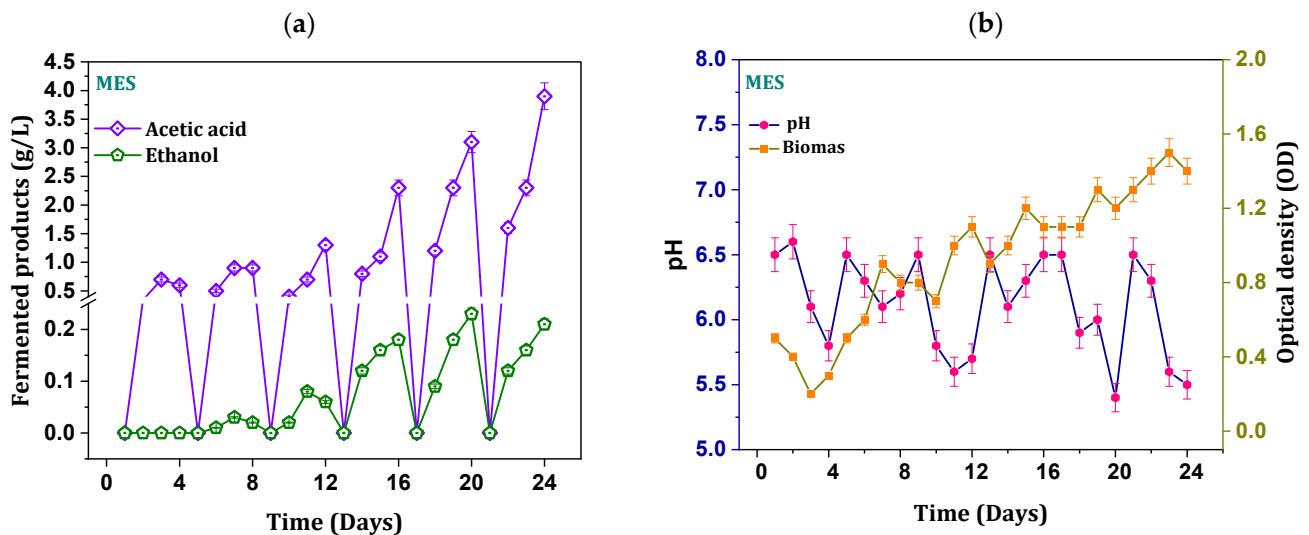 (a)
MES
Acetic acid
Ethanol
Fermented products (g/L)
4.5
4.0
3.5
3.0
2.5
2.0
1.5
1.0
0.5
0.2
0.1
0.0
0 4 8 12 16 20 24
Time (Days)
(b)
MES
pH
Biomas
pH
8.0
7.5
7.0
6.5
6.0
5.5
5.0
2.0
1.6
1.2
0.8
0.4
0.0
Optical density (OD)
0 4 8 12 16 20 24
Time (Days)